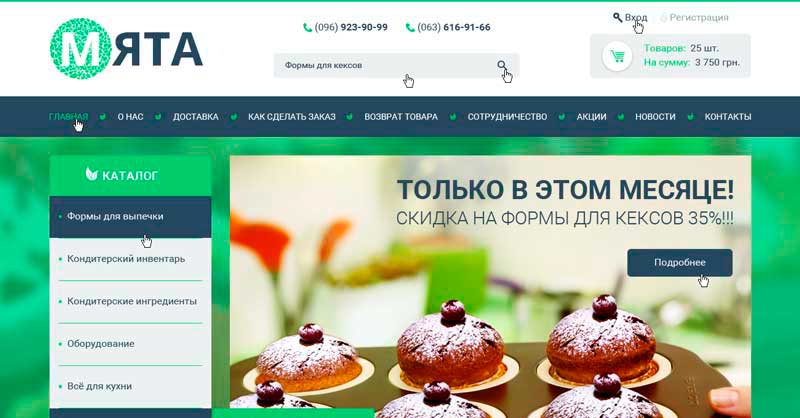 МЯТА
(096) 923-90-99
(063) 616-91-66
Вход
Регистрация
Формы для кексов
Товаров: 25 шт.
На сумму: 3 750 грн.
ГЛАВНАЯ
О НАС
ДОСТАВКА
КАК СДЕЛАТЬ ЗАКАЗ
ВОЗВРАТ ТОВАРА
СОТРУДНИЧЕСТВО
АКЦИИ
НОВОСТИ
КОНТАКТЫ
КАТАЛОГ
Формы для выпечки
Кондитерский инвентарь
Кондитерские ингредиенты
Оборудование
Всё для кухни
ТОЛЬКО В ЭТОМ МЕСЯЦЕ!
СКИДКА НА ФОРМЫ ДЛЯ КЕКСОВ 35%!!!
Подробнее